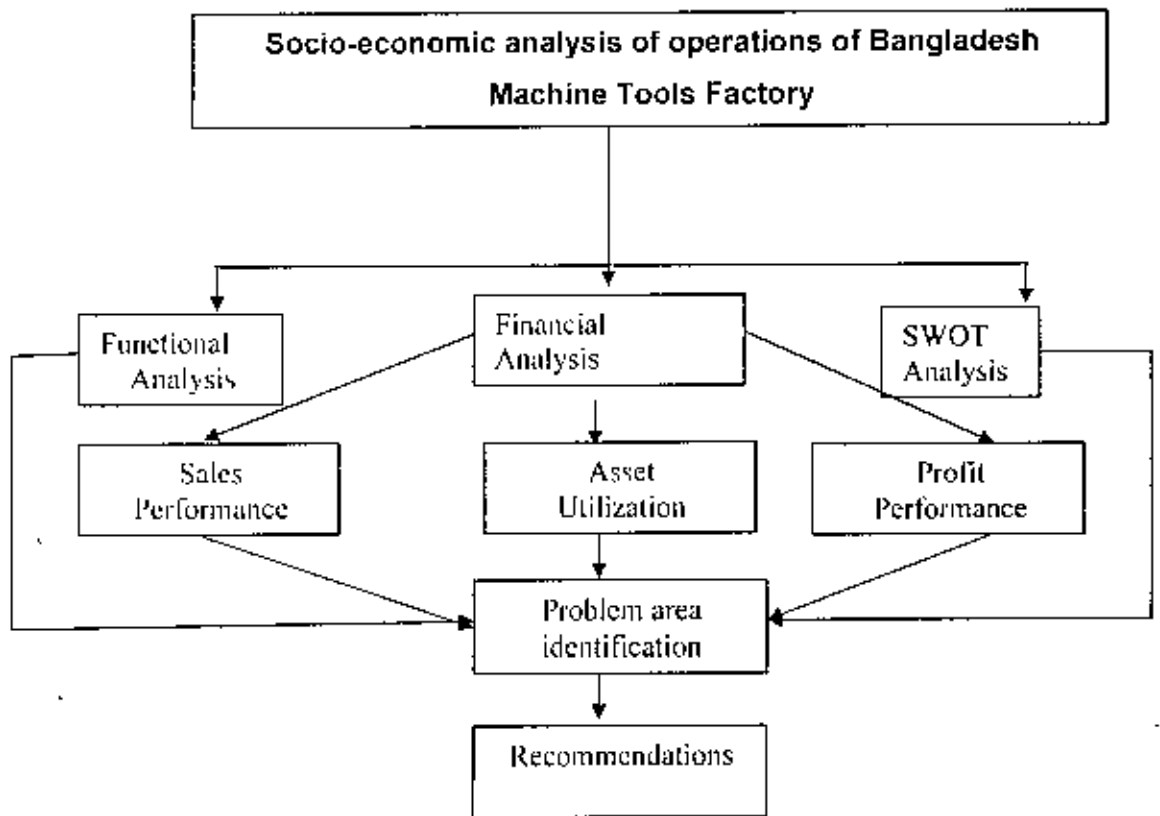 Socio-economic analysis of operations of Bangladesh
Machine Tools Factory
Functional
Analysis
Financial
Analysis
SWOT
Analysis
Sales
Performance
Asset
Utilization
Profit
Performance
Problem area
identification
Recommendations